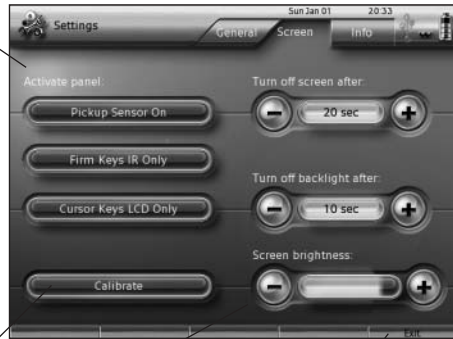 Sun Jan 01 20:33
Settings
General Screen Info
Activate panel:
Pickup Sensor On
Firm Keys IR Only
Cursor Keys LCD Only
Calibrate
Turn off screen after:
- 20 sec +
Turn off backlight after:
- 10 sec +
Screen brightness:
- +
Exit